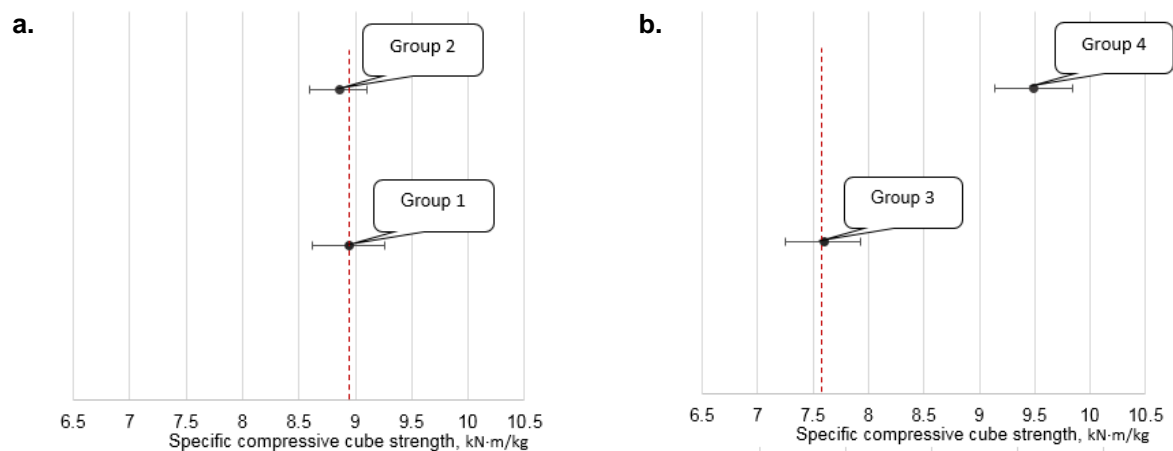 a.
Group 2
Group 1
6.5 7 7.5 8 8.5 9 9.5 10 10.5
Specific compressive cube strength, kN·m/kg
b.
Group 4
Group 3
6.5 7 7.5 8 8.5 9 9.5 10 10.5
Specific compressive cube strength, kN·m/kg